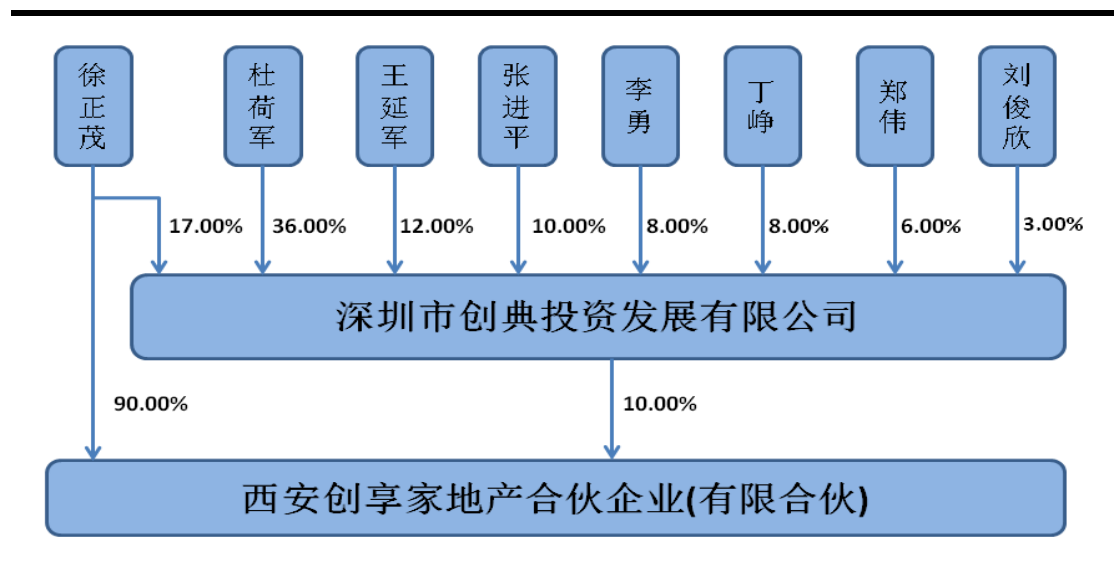 徐正茂
杜荷军
王延军
张进平
李勇
丁峥
郑伟
刘俊欣
17.00%
36.00%
12.00%
10.00%
8.00%
8.00%
6.00%
3.00%
深圳市创典投资发展有限公司
90.00%
10.00%
西安创享家地产合伙企业(有限合伙)